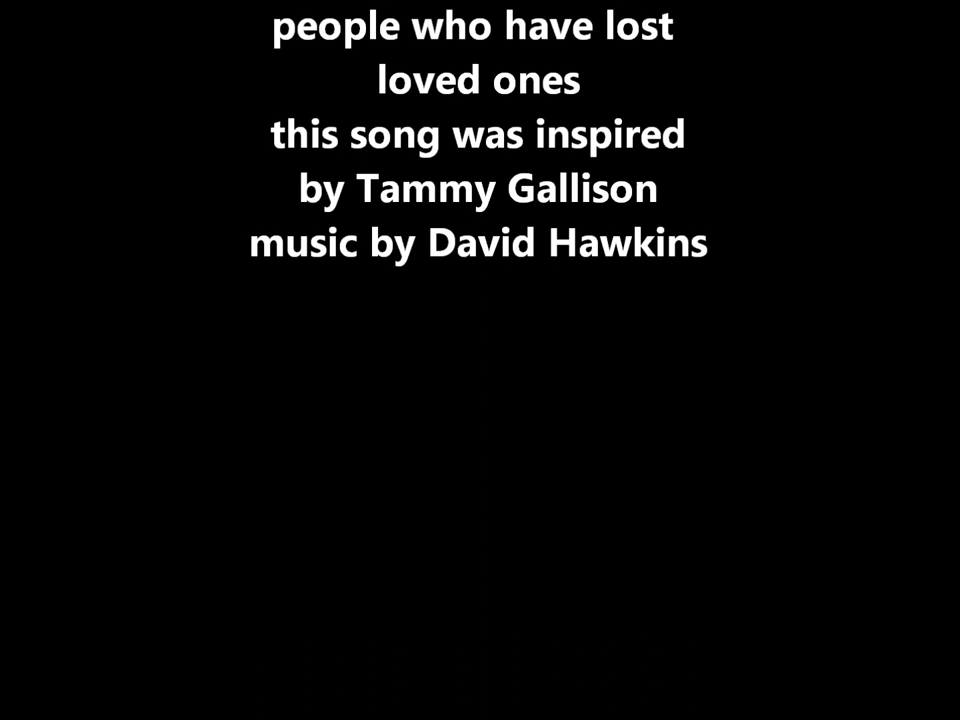 people who have lost
loved ones
this song was inspired
by Tammy Gallison
music by David Hawkins